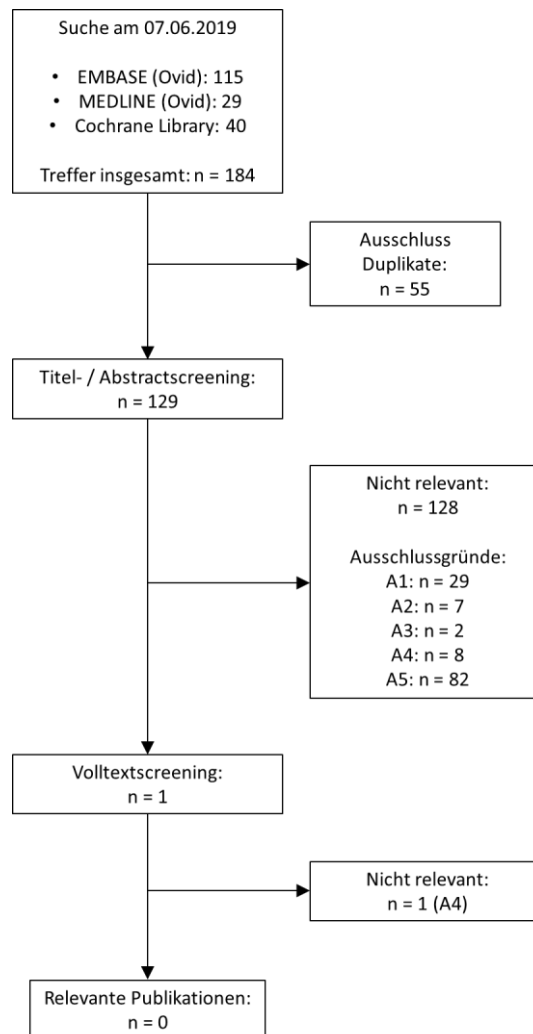 Suche am 07.06.2019
• EMBASE (Ovid): 115
• MEDLINE (Ovid): 29
• Cochrane Library: 40
Treffer insgesamt: n = 184
Ausschluss
Duplikate:
n = 55
Titel- / Abstractscreening:
n = 129
Nicht relevant:
n = 128
Ausschlussgründe:
A1: n = 29
A2: n = 7
A3: n = 2
A4: n = 8
A5: n = 82
Volltextscreening:
n = 1
Nicht relevant:
n = 1 (A4)
Relevante Publikationen:
n = 0